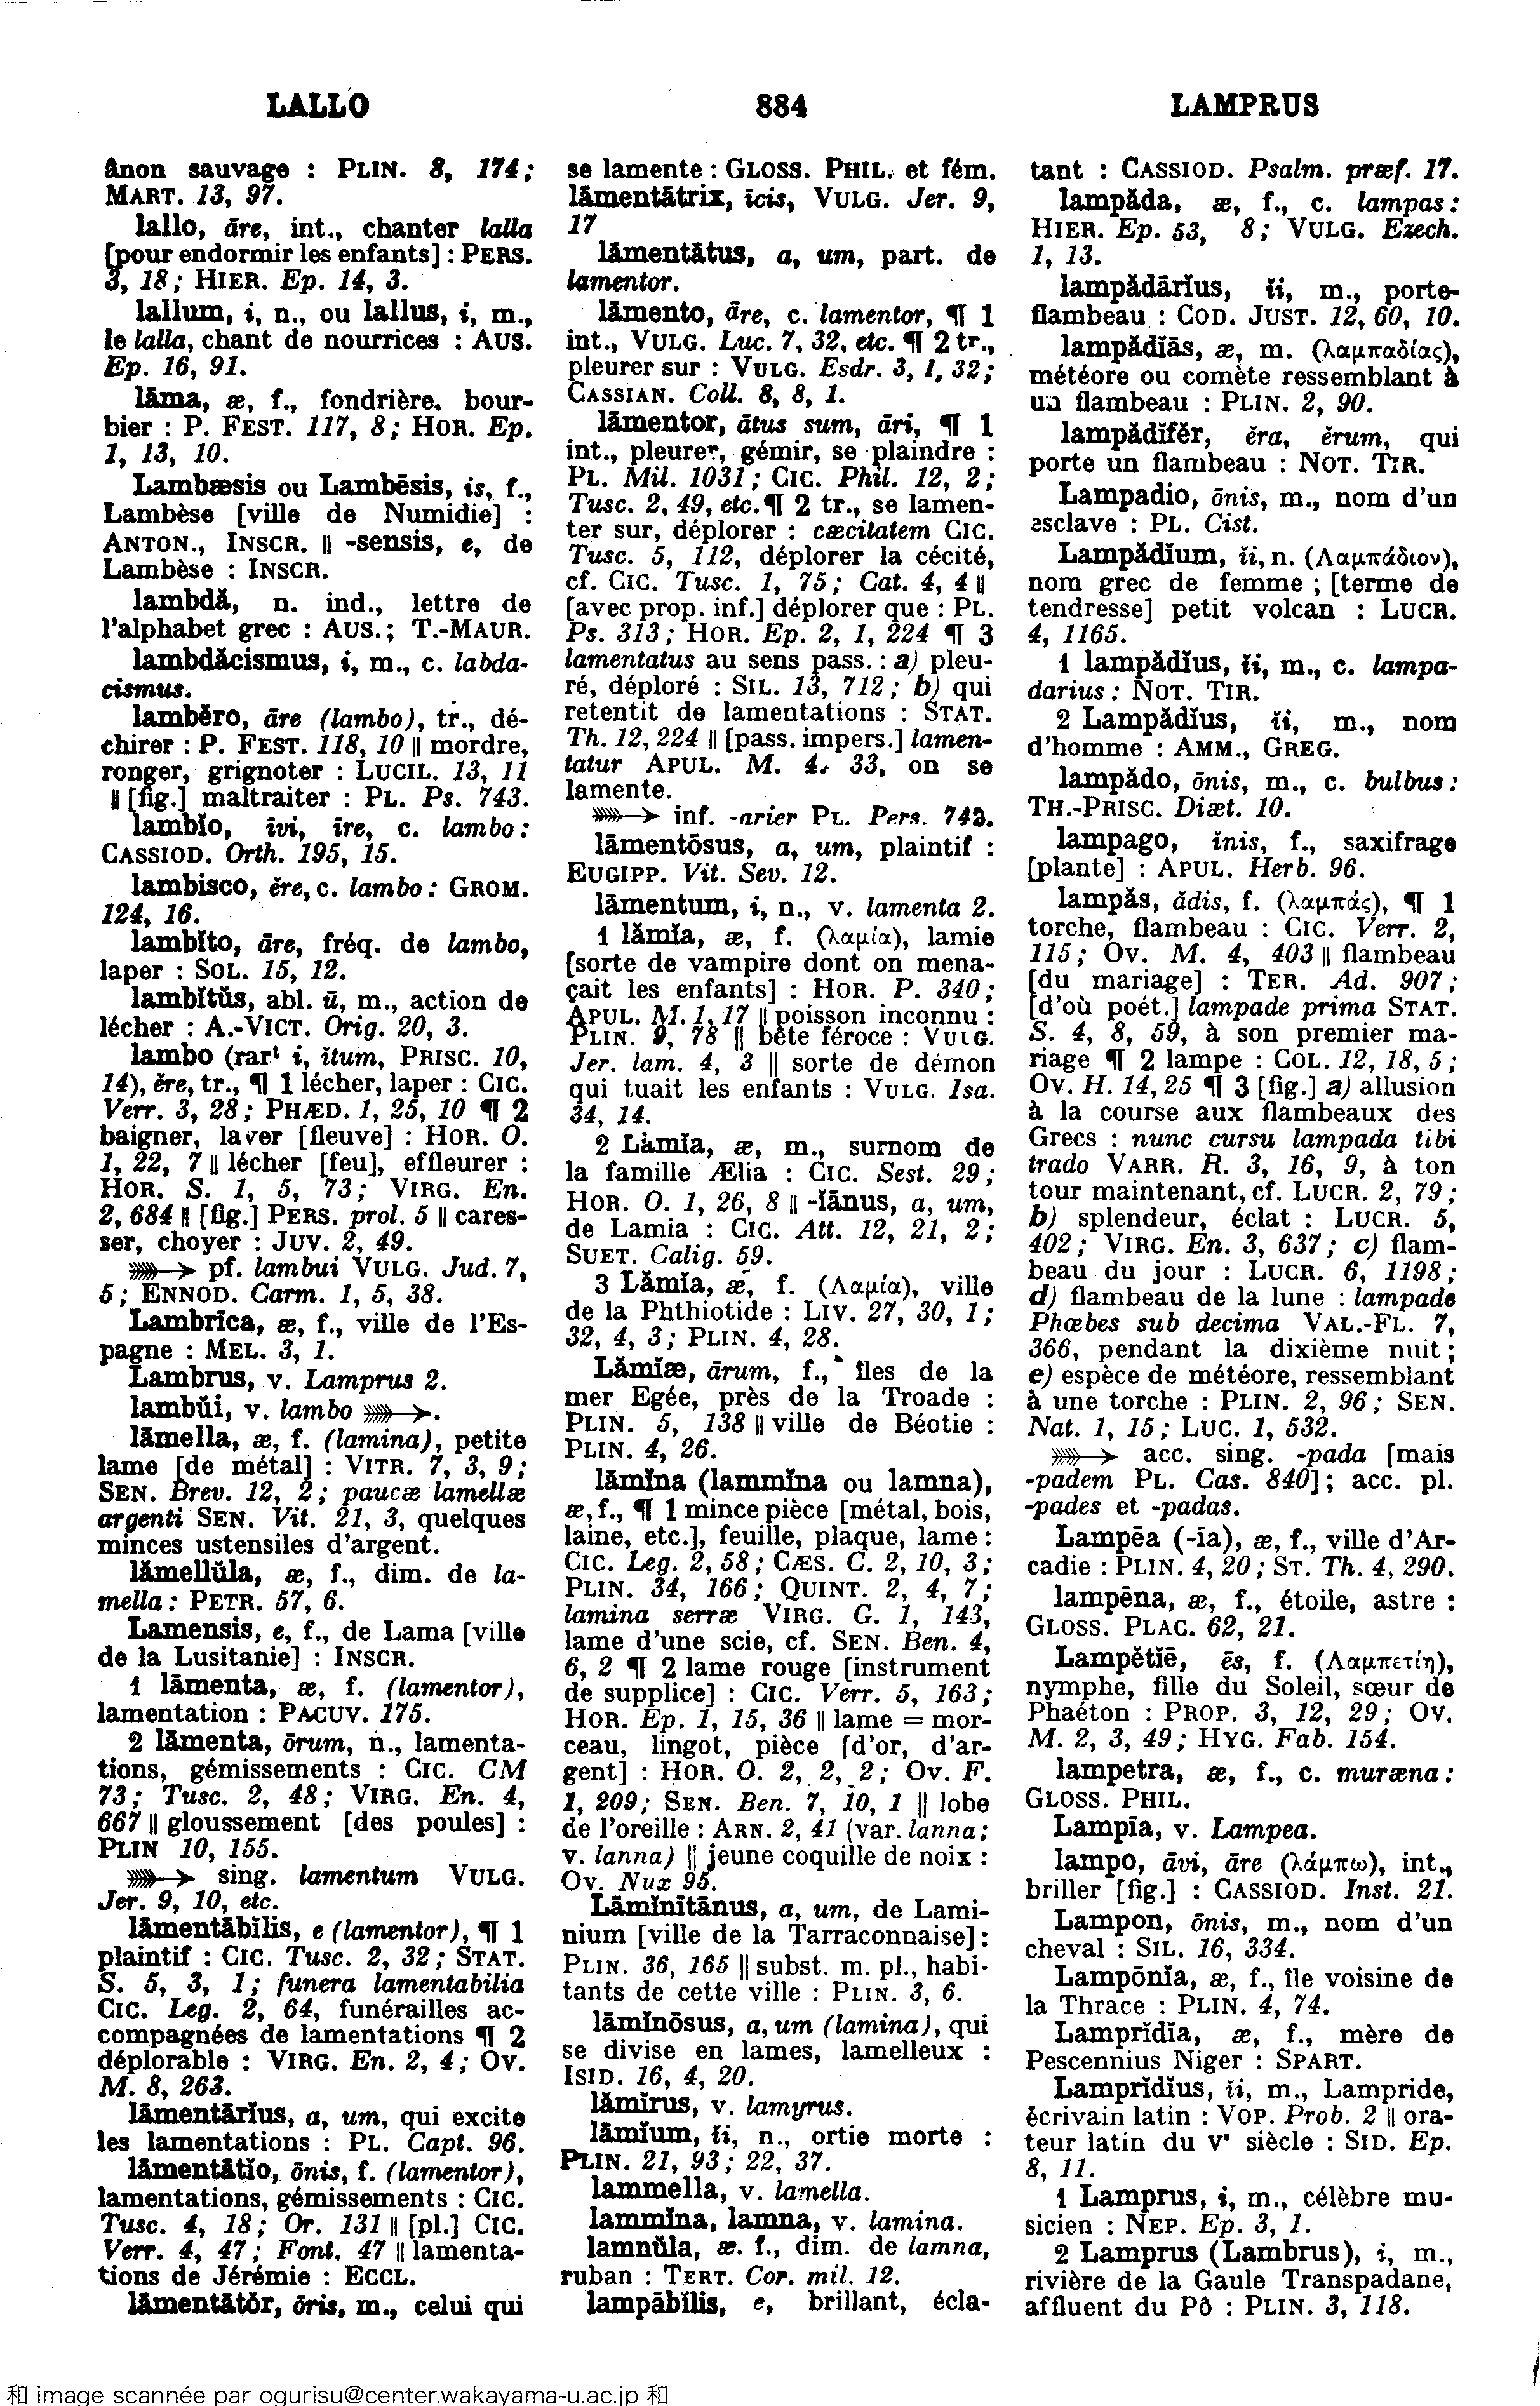 LALLO
884
LAMPRUS
ânon sauvage : PLIN. 8, 174;
MART. 13, 97.
lallo, āre, int., chanter lalla
[pour endormir les enfants] : PERS.
3, 18; HIER. Ep. 14, 3.
lallum, i, n., ou lallus, i, m.,
le lalla, chant de nourrices : AUS.
Ep. 16, 91.
lāma, æ, f., fondrière, bour-
bier : P. FEST. 117, 8; HOR. Ep.
1, 13, 10.
Lambæsis ou Lambēsis, is, f.,
Lambèse [ville de Numidie] :
ANTON., INSCR. ‖ -sensis, e, de
Lambèse : INSCR.
lambdă, n. ind., lettre de
l'alphabet grec : AUS.; T.-MAUR.
lambdăcismus, i, m., c. labda-
cismus.
lambĕro, āre (lambo), tr., dé-
chirer : P. FEST. 118, 10 ‖ mordre,
ronger, grignoter : LUCIL. 13, 11
‖ [fig.] maltraiter : PL. Ps. 743.
lambĭo, īvi, īre, c. lambo :
CASSIOD. Orth. 195, 15.
lambisco, ĕre, c. lambo : GROM.
124, 16.
lambĭto, āre, fréq. de lambo,
laper : SOL. 15, 12.
lambĭtŭs, abl. ū, m., action de
lécher : A.-VICT. Orig. 20, 3.
lambo (rart i, ĭtum, PRISC. 10,
14), ĕre, tr., ¶ 1 lécher, laper : CIC.
Verr. 3, 28; PHÆD. 1, 25, 10 ¶ 2
baigner, laver [fleuve] : HOR. O.
1, 22, 7 ‖ lécher [feu], effleurer :
HOR. S. 1, 5, 73; VIRG. En.
2, 684 ‖ [fig.] PERS. prol. 5 ‖ cares-
ser, choyer : JUV. 2, 49.
⟶ pf. lambui VULG. Jud. 7,
5; ENNOD. Carm. 1, 5, 38.
Lambrīca, æ, f., ville de l'Es-
pagne : MEL. 3, 1.
Lambrus, v. Lamprus 2.
lambŭi, v. lambo ⟶.
lāmella, æ, f. (lamina), petite
lame [de métal] : VITR. 7, 3, 9;
SEN. Brev. 12, 2; paucæ lamellæ
argenti SEN. Vit. 21, 3, quelques
minces ustensiles d'argent.
lămellŭla, æ, f., dim. de la-
mella : PETR. 57, 6.
Lamensis, e, f., de Lama [ville
de la Lusitanie] : INSCR.
1 lāmenta, æ, f. (lamentor),
lamentation : PACUV. 175.
2 lāmenta, ōrum, n., lamenta-
tions, gémissements : CIC. CM
73; Tusc. 2, 48; VIRG. En. 4,
667 ‖ gloussement [des poules] :
PLIN 10, 155.
⟶ sing. lamentum VULG.
Jer. 9, 10, etc.
lāmentābĭlis, e (lamentor), ¶ 1
plaintif : CIC. Tusc. 2, 32; STAT.
S. 5, 3, 1; funera lamentabilia
CIC. Leg. 2, 64, funérailles ac-
compagnées de lamentations ¶ 2
déplorable : VIRG. En. 2, 4; OV.
M. 8, 263.
lāmentārĭus, a, um, qui excite
les lamentations : PL. Capt. 96.
lāmentātĭo, ōnis, f. (lamentor),
lamentations, gémissements : CIC.
Tusc. 4, 18; Or. 131 ‖ [pl.] CIC.
Verr. 4, 47; Font. 47 ‖ lamenta-
tions de Jérémie : ECCL.
lāmentātŏr, ōris, m., celui qui
se lamente : GLOSS. PHIL. et fém.
lāmentātrix, īcis, VULG. Jer. 9,
17
lāmentātus, a, um, part. de
lamentor.
lāmento, āre, c. lamentor, ¶ 1
int., VULG. Luc. 7, 32, etc. ¶ 2 tr.,
pleurer sur : VULG. Esdr. 3, 1, 32;
CASSIAN. Coll. 8, 8, 1.
lāmentor, ātus sum, āri, ¶ 1
int., pleurer, gémir, se plaindre :
PL. Mil. 1031; CIC. Phil. 12, 2;
Tusc. 2, 49, etc. ¶ 2 tr., se lamen-
ter sur, déplorer : cæcitatem CIC.
Tusc. 5, 112, déplorer la cécité,
cf. CIC. Tusc. 1, 75; Cat. 4, 4 ‖
[avec prop. inf.] déplorer que : PL.
Ps. 313; HOR. Ep. 2, 1, 224 ¶ 3
lamentatus au sens pass. : a) pleu-
ré, déploré : SIL. 13, 712; b) qui
retentit de lamentations : STAT.
Th. 12, 224 ‖ [pass. impers.] lamen-
tatur APUL. M. 4, 33, on se
lamente.
⟶ inf. -arier PL. Pers. 742.
lāmentōsus, a, um, plaintif :
EUGIPP. Vit. Sev. 12.
lāmentum, i, n., v. lamenta 2.
1 lămĭa, æ, f. (λαμία), lamie
[sorte de vampire dont on mena-
çait les enfants] : HOR. P. 340;
APUL. M. 1, 17 ‖ poisson inconnu :
PLIN. 9, 78 ‖ bête féroce : VULG.
Jer. lam. 4, 3 ‖ sorte de démon
qui tuait les enfants : VULG. Isa.
34, 14.
2 Lămĭa, æ, m., surnom de
la famille Ælia : CIC. Sest. 29;
HOR. O. 1, 26, 8 ‖ -ĭānus, a, um,
de Lamia : CIC. Att. 12, 21, 2;
SUET. Calig. 59.
3 Lămĭa, æ, f. (Λαμία), ville
de la Phthiotide : LIV. 27, 30, 1;
32, 4, 3; PLIN. 4, 28.
Lămĭæ, ārum, f., îles de la
mer Egée, près de la Troade :
PLIN. 5, 138 ‖ ville de Béotie :
PLIN. 4, 26.
lāmĭna (lammĭna ou lamna),
æ, f., ¶ 1 mince pièce [métal, bois,
laine, etc.], feuille, plaque, lame :
CIC. Leg. 2, 58; CÆS. C. 2, 10, 3;
PLIN. 34, 166; QUINT. 2, 4, 7;
lamina serræ VIRG. G. 1, 143,
lame d'une scie, cf. SEN. Ben. 4,
6, 2 ¶ 2 lame rouge [instrument
de supplice] : CIC. Verr. 5, 163;
HOR. Ep. 1, 15, 36 ‖ lame = mor-
ceau, lingot, pièce [d'or, d'ar-
gent] : HOR. O. 2, 2, 2; OV. F.
1, 209; SEN. Ben. 7, 10, 1 ‖ lobe
de l'oreille : ARN. 2, 41 (var. lanna;
v. lanna) ‖ jeune coquille de noix :
OV. Nux 95.
Lāmĭnītānus, a, um, de Lami-
nium [ville de la Tarraconnaise] :
PLIN. 36, 165 ‖ subst. m. pl., habi-
tants de cette ville : PLIN. 3, 6.
lāmĭnōsus, a, um (lamina), qui
se divise en lames, lamelleux :
ISID. 16, 4, 20.
lămĭrus, v. lamyrus.
lāmĭum, ĭi, n., ortie morte :
PLIN. 21, 93; 22, 37.
lammella, v. lamella.
lammĭna, lamna, v. lamina.
lamnŭla, æ. f., dim. de lamna,
ruban : TERT. Cor. mil. 12.
lampābĭlis, e, brillant, écla-
tant : CASSIOD. Psalm. præf. 17.
lampăda, æ, f., c. lampas :
HIER. Ep. 53, 8; VULG. Ezech.
1, 13.
lampădārĭus, ĭi, m., porte-
flambeau : COD. JUST. 12, 60, 10.
lampădĭās, æ, m. (λαμπαδίας),
météore ou comète ressemblant à
un flambeau : PLIN. 2, 90.
lampădĭfĕr, ĕra, ĕrum, qui
porte un flambeau : NOT. TIR.
Lampadio, ōnis, m., nom d'un
esclave : PL. Cist.
Lampădĭum, ĭi, n. (Λαμπάδιον),
nom grec de femme ; [terme de
tendresse] petit volcan : LUCR.
4, 1165.
1 lampădĭus, ĭi, m., c. lampa-
darius : NOT. TIR.
2 Lampădĭus, ĭi, m., nom
d'homme : AMM., GREG.
lampădo, ōnis, m., c. bulbus :
TH.-PRISC. Diæt. 10.
lampago, ĭnis, f., saxifrage
[plante] : APUL. Herb. 96.
lampăs, ădis, f. (λαμπάς), ¶ 1
torche, flambeau : CIC. Verr. 2,
115; OV. M. 4, 403 ‖ flambeau
[du mariage] : TER. Ad. 907;
[d'où poét.] lampade prima STAT.
S. 4, 8, 59, à son premier ma-
riage ¶ 2 lampe : COL. 12, 18, 5;
OV. H. 14, 25 ¶ 3 [fig.] a) allusion
à la course aux flambeaux des
Grecs : nunc cursu lampada tibi
trado VARR. R. 3, 16, 9, à ton
tour maintenant, cf. LUCR. 2, 79;
b) splendeur, éclat : LUCR. 5,
402; VIRG. En. 3, 637; c) flam-
beau du jour : LUCR. 6, 1198;
d) flambeau de la lune : lampade
Phœbes sub decima VAL.-FL. 7,
366, pendant la dixième nuit;
e) espèce de météore, ressemblant
à une torche : PLIN. 2, 96; SEN.
Nat. 1, 15; LUC. 1, 532.
⟶ acc. sing. -pada [mais
-padem PL. Cas. 840]; acc. pl.
-pades et -padas.
Lampēa (-īa), æ, f., ville d'Ar-
cadie : PLIN. 4, 20; ST. Th. 4, 290.
lampēna, æ, f., étoile, astre :
GLOSS. PLAC. 62, 21.
Lampĕtĭē, ēs, f. (Λαμπετίη),
nymphe, fille du Soleil, sœur de
Phaéton : PROP. 3, 12, 29; OV.
M. 2, 3, 49; HYG. Fab. 154.
lampetra, æ, f., c. muræna :
GLOSS. PHIL.
Lampīa, v. Lampea.
lampo, āvi, āre (λάμπω), int.,
briller [fig.] : CASSIOD. Inst. 21.
Lampon, ōnis, m., nom d'un
cheval : SIL. 16, 334.
Lampōnĭa, æ, f., île voisine de
la Thrace : PLIN. 4, 74.
Lamprĭdĭa, æ, f., mère de
Pescennius Niger : SPART.
Lamprĭdĭus, ĭi, m., Lampride,
écrivain latin : VOP. Prob. 2 ‖ ora-
teur latin du Ve siècle : SID. Ep.
8, 11.
1 Lamprus, i, m., célèbre mu-
sicien : NEP. Ep. 3, 1.
2 Lamprus (Lambrus), i, m.,
rivière de la Gaule Transpadane,
affluent du Pô : PLIN. 3, 118.
和 image scannée par ogurisu@center.wakayama-u.ac.jp 和